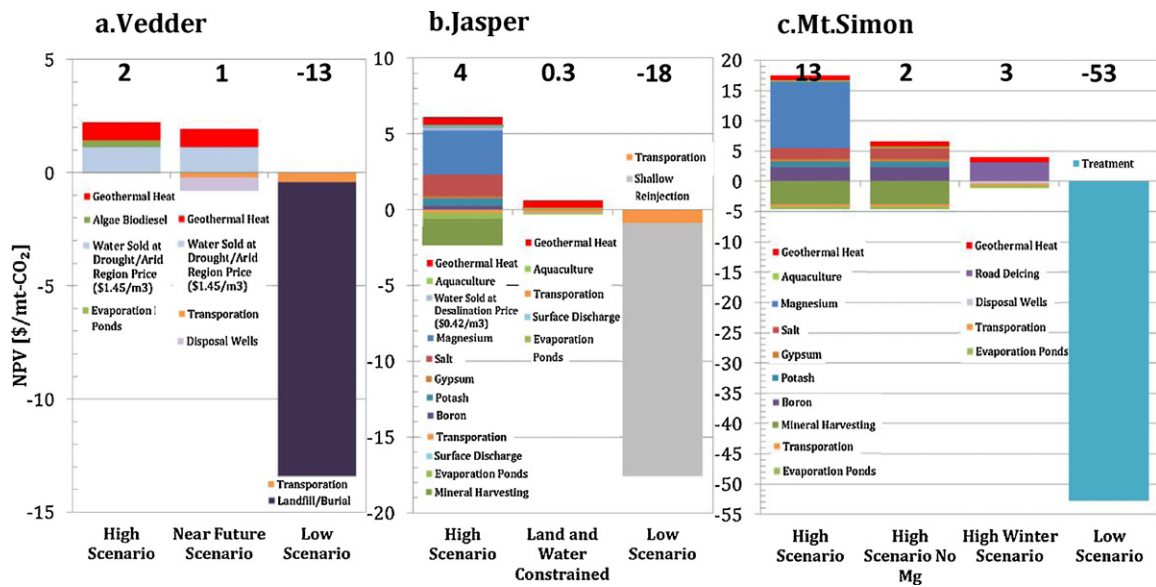 a.Vedder
b.Jasper
c.Mt.Simon
NPV [$/mt-CO2]
5
0
-5
-10
-15
2
1
-13
Geothermal Heat
Algae Biodiesel
Water Sold at
Drought/Arid
Region Price
($1.45/m3)
Evaporation
Ponds
Geothermal Heat
Water Sold at
Drought/Arid
Region Price
($1.45/m3)
Transporation
Disposal Wells
Transporation
Landfill/Burial
High
Scenario
Near Future
Scenario
Low
Scenario
10
5
0
-5
-10
-15
-20
4
0.3
-18
Transporation
Shallow
Reinjection
Geothermal Heat
Aquaculture
Water Sold at
Desalination Price
($0.42/m3)
Magnesium
Salt
Gypsum
Potash
Boron
Transporation
Surface Discharge
Evaporation Ponds
Mineral Harvesting
Geothermal Heat
Aquaculture
Transporation
Surface Discharge
Evaporation
Ponds
High
Scenario
Land and
Water
Constrained
Low
Scenario
20
15
10
5
0
-5
-10
-15
-20
-25
-30
-35
-40
-45
-50
-55
13
2
3
-53
Treatment
Geothermal Heat
Aquaculture
Magnesium
Salt
Gypsum
Potash
Boron
Mineral Harvesting
Transporation
Evaporation Ponds
Geothermal Heat
Road Deicing
Disposal Wells
Transporation
Evaporation Ponds
High
Scenario
High
Scenario No
Mg
High Winter
Scenario
Low
Scenario